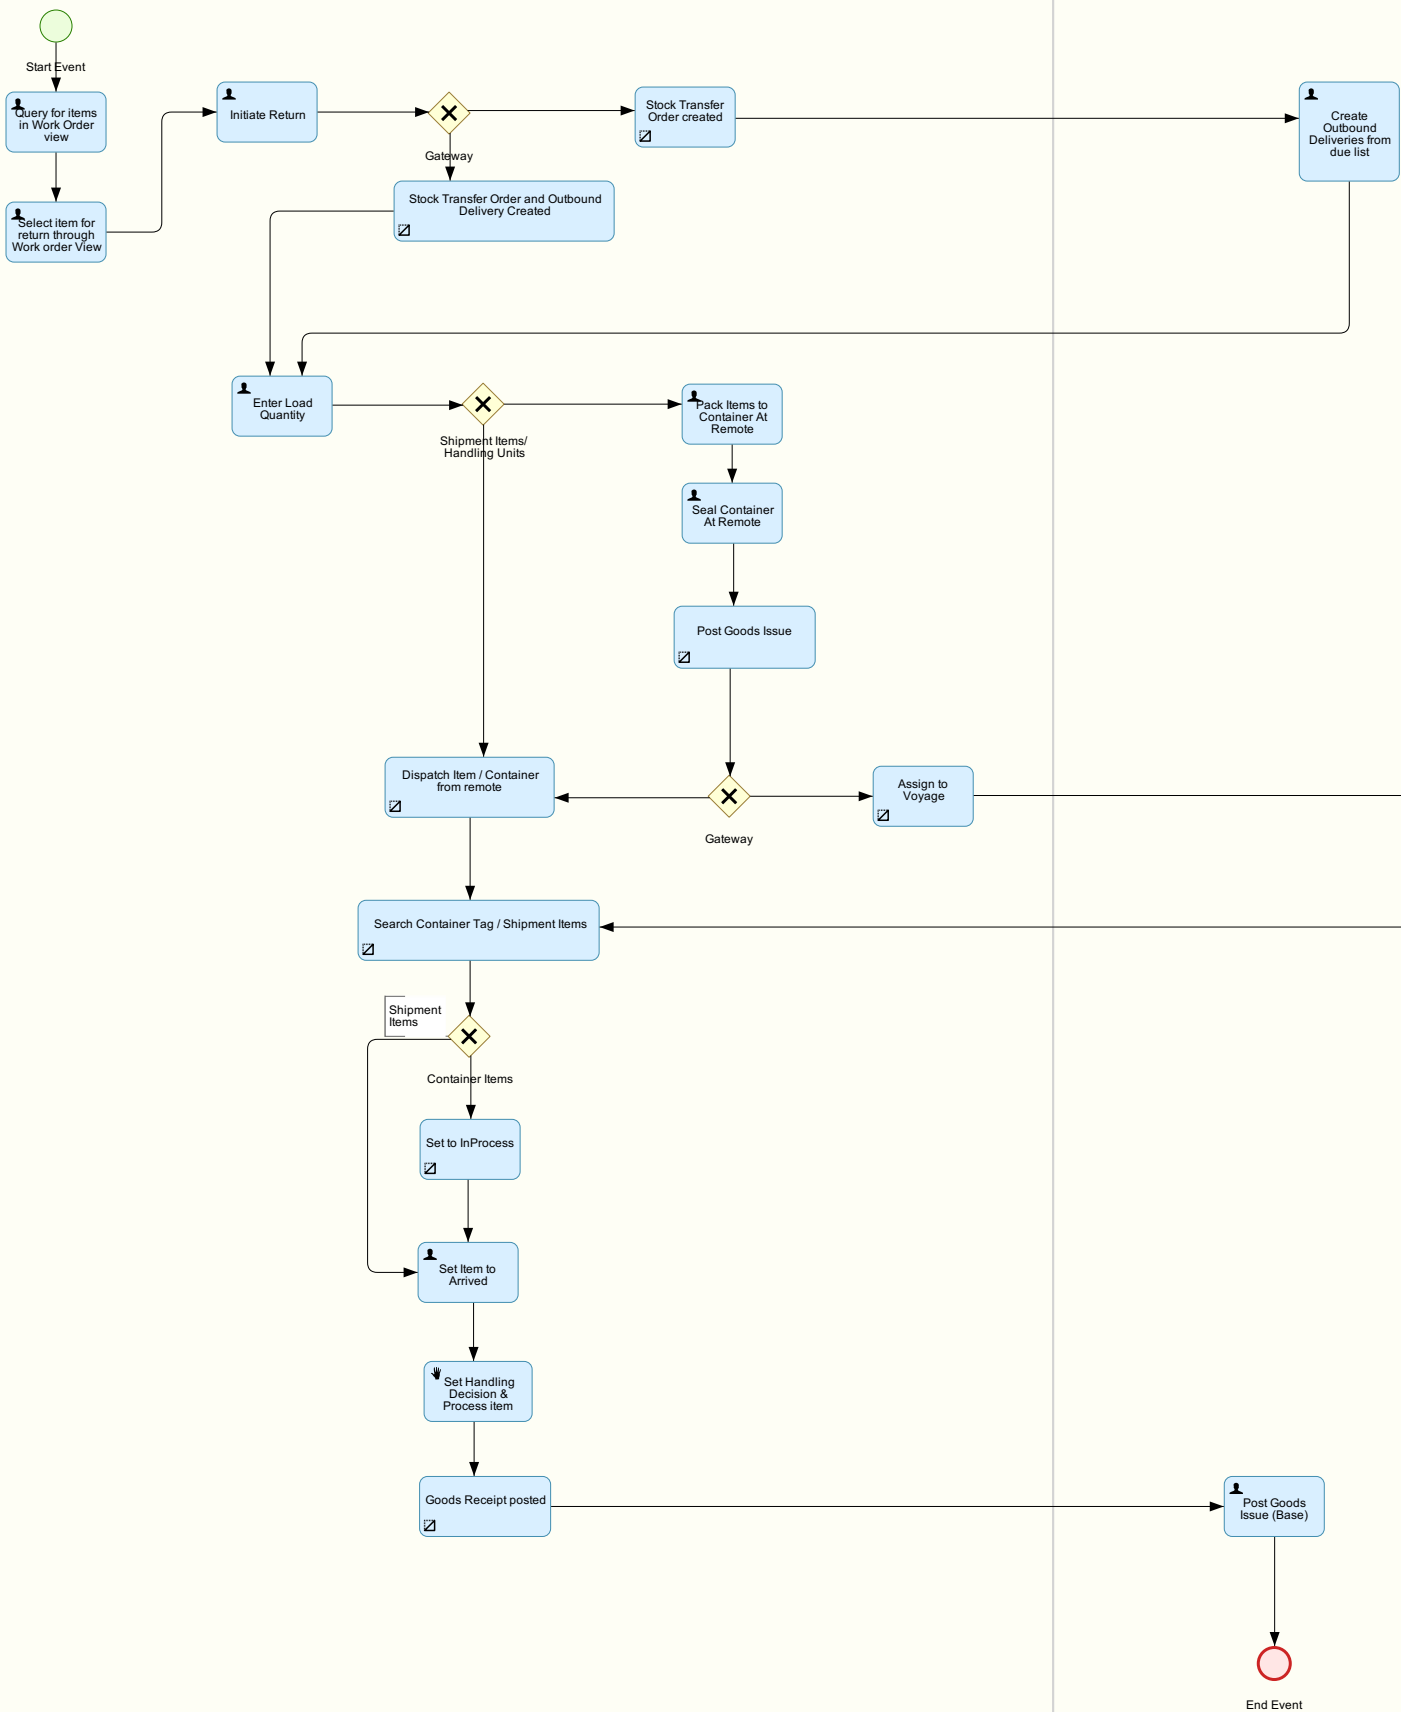 Start Event
Query for items
in Work Order
view
Select item for
return through
Work order View
Initiate Return
Gateway
Stock Transfer
Order created
Create
Outbound
Deliveries from
due list
Stock Transfer Order and Outbound
Delivery Created
Enter Load
Quantity
Shipment Items/
Handling Units
Pack Items to
Container At
Remote
Seal Container
At Remote
Post Goods Issue
Dispatch Item / Container
from remote
Gateway
Assign to
Voyage
Search Container Tag / Shipment Items
Shipment
Items
Container Items
Set to InProcess
Set Item to
Arrived
Set Handling
Decision &
Process item
Goods Receipt posted
Post Goods
Issue (Base)
End Event